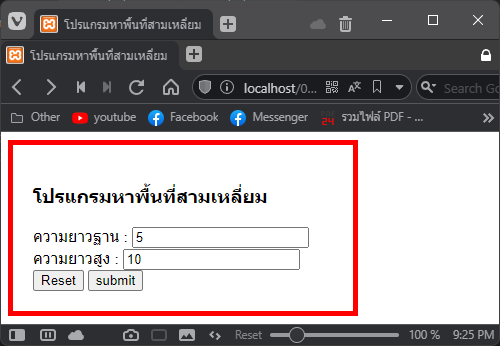 โปรแกรมหาพื้นที่สามเหลี่ยม
โปรแกรมหาพื้นที่สามเหลี่ยม
localhost/0...
Search Go
Other youtube Facebook Messenger รวมไฟล์ PDF - ...
โปรแกรมหาพื้นที่สามเหลี่ยม
ความยาวฐาน : 5
ความยาวสูง : 10
Reset submit
Reset 100 % 9:25 PM